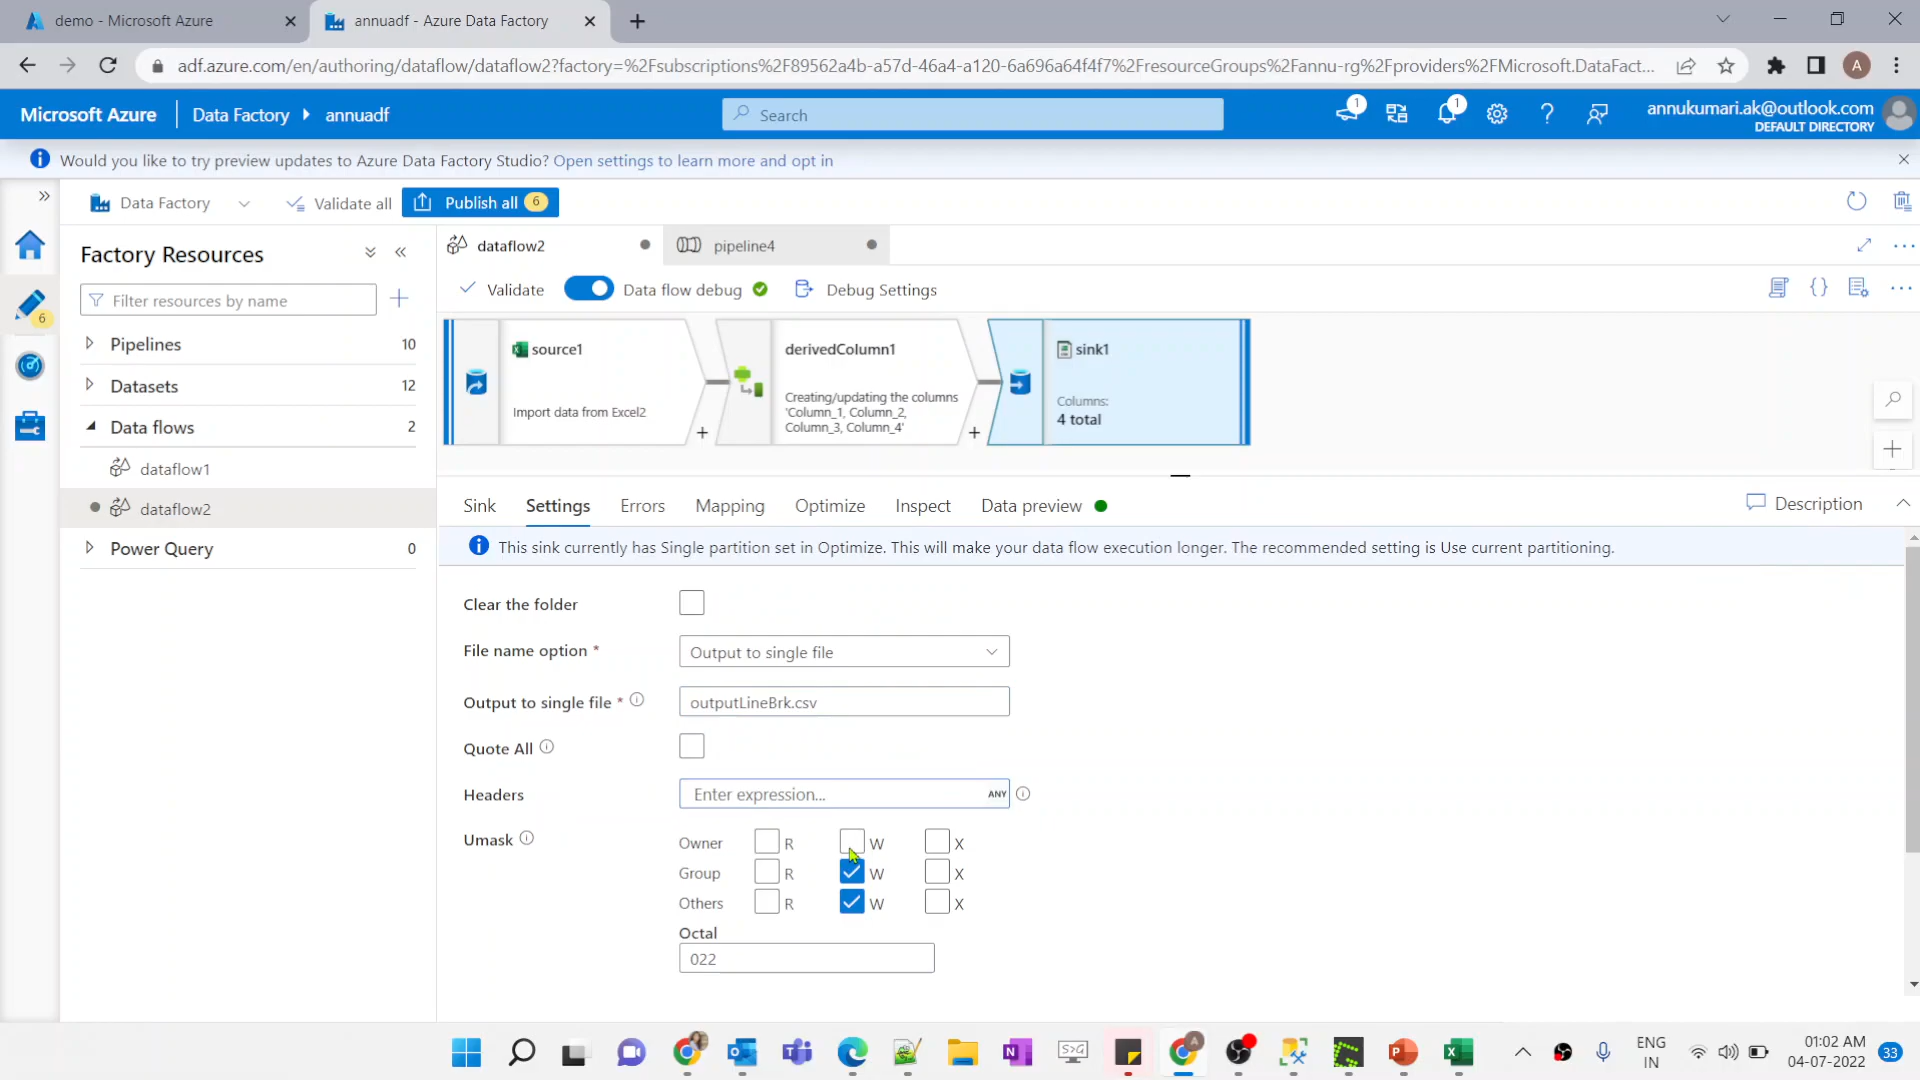 demo - Microsoft Azure
annuadf - Azure Data Factory
adf.azure.com/en/authoring/dataflow/dataflow2?factory=%2Fsubscriptions%2F89562a4b-a57d-46a4-a120-6a696a64f4f7%2FresourceGroups%2Fannu-rg%2Fproviders%2FMicrosoft.DataFact...
A
Microsoft Azure
Data Factory
annuadf
Search
1
1
annukumari.ak@outlook.com
DEFAULT DIRECTORY
Would you like to try preview updates to Azure Data Factory Studio? Open settings to learn more and opt in
Data Factory
Validate all
Publish all 6
6
Factory Resources
Filter resources by name
Pipelines 10
Datasets 12
Data flows 2
dataflow1
dataflow2
Power Query 0
dataflow2
pipeline4
Validate
Data flow debug
Debug Settings
source1
Import data from Excel2
derivedColumn1
Creating/updating the columns
'Column_1, Column_2,
Column_3, Column_4'
sink1
Columns:
4 total
Sink
Settings
Errors
Mapping
Optimize
Inspect
Data preview
Description
This sink currently has Single partition set in Optimize. This will make your data flow execution longer. The recommended setting is Use current partitioning.
Clear the folder
File name option *
Output to single file
Output to single file *
outputLineBrk.csv
Quote All
Headers
Enter expression...
ANY
Umask
Owner R W X
Group R W X
Others R W X
Octal
022
S>G
A
ENG
IN
01:02 AM
04-07-2022
33